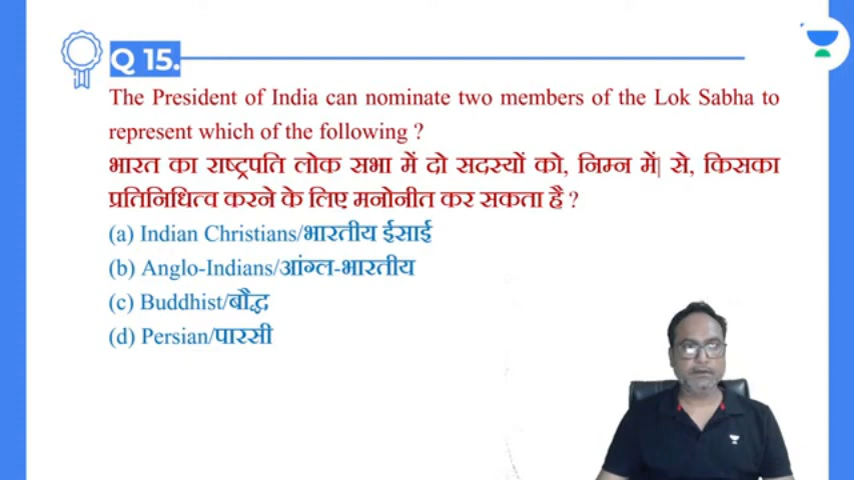 Q 15.
The President of India can nominate two members of the Lok Sabha to
represent which of the following ?
भारत का राष्ट्रपति लोक सभा में दो सदस्यों को, निम्न में| से, किसका
प्रतिनिधित्व करने के लिए मनोनीत कर सकता है ?
(a) Indian Christians/भारतीय ईसाई
(b) Anglo-Indians/आंग्ल-भारतीय
(c) Buddhist/बौद्ध
(d) Persian/पारसी